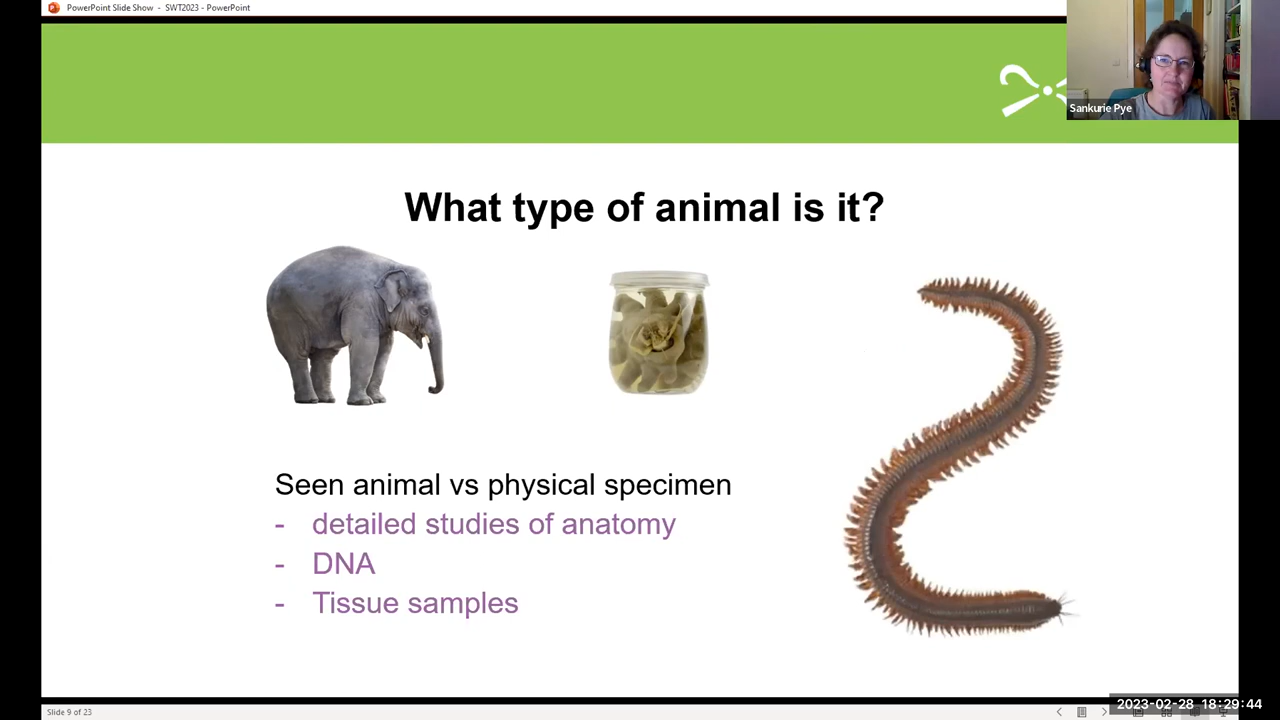 PowerPoint Slide Show - SWT2023 - PowerPoint
Sankurie Pye
What type of animal is it?
Seen animal vs physical specimen
- detailed studies of anatomy
- DNA
- Tissue samples
Slide 9 of 23
2023-02-28 18:29:44